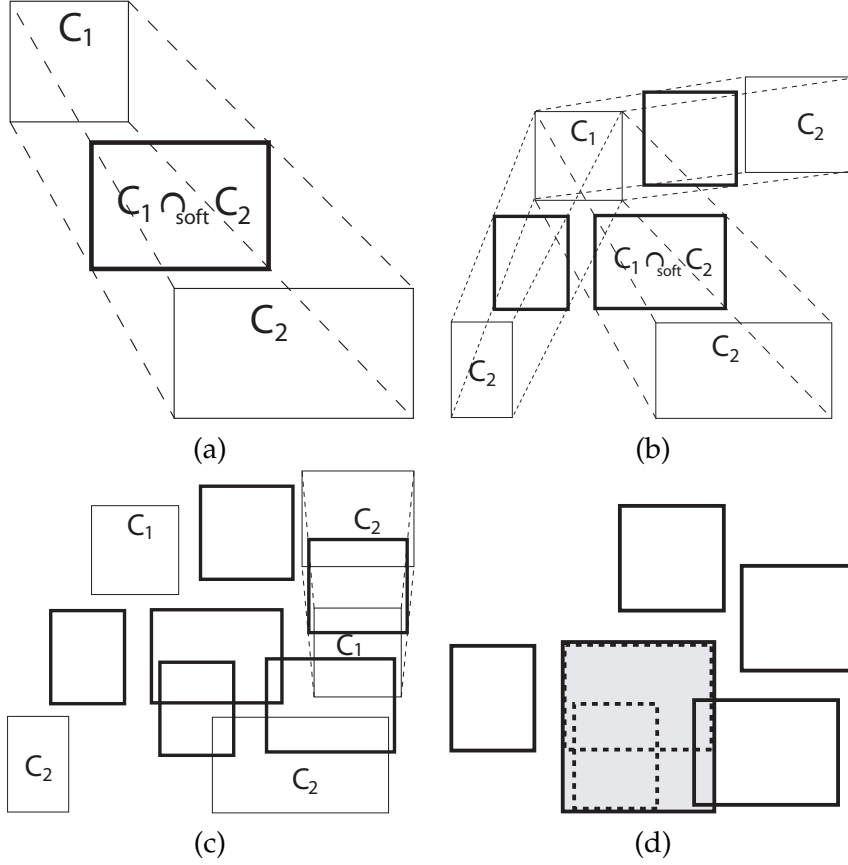 C₁
C₁ ∩soft C₂
C₂
(a)
C₁
C₂
C₁ ∩soft C₂
C₂
C₂
(b)
C₁
C₂
C₁
C₂
C₂
(c)
(d)